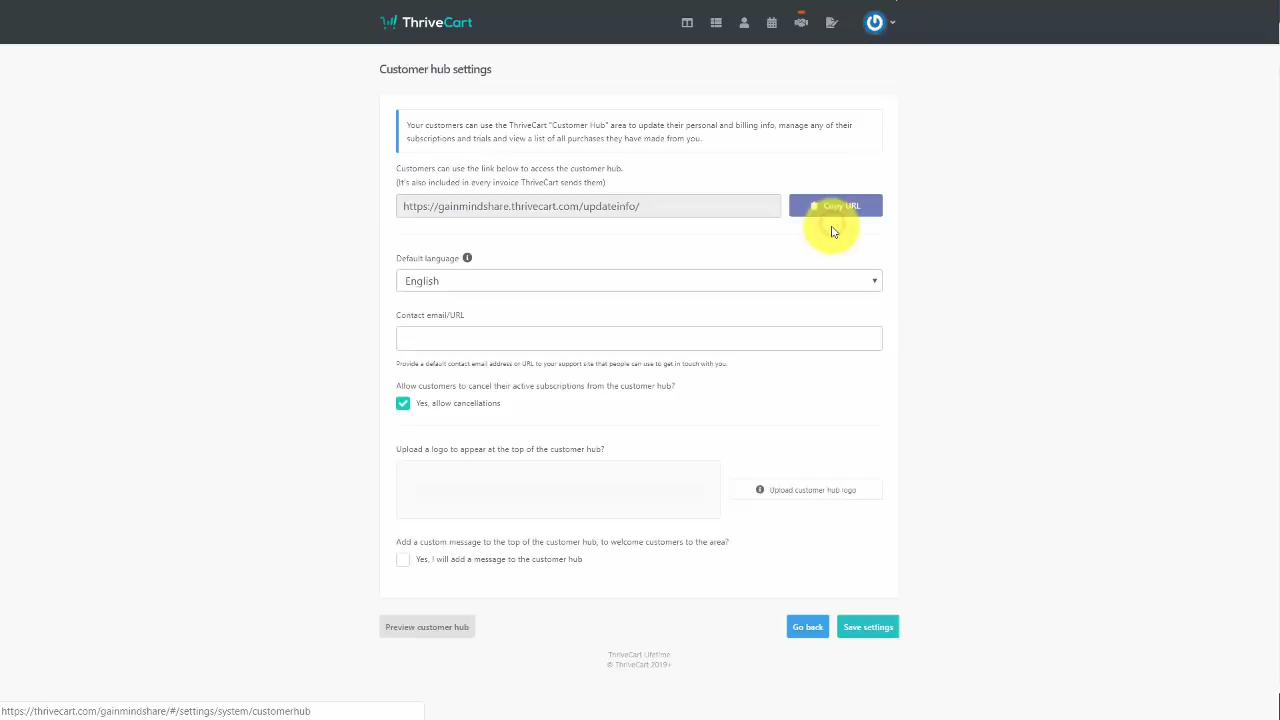 ThriveCart
Customer hub settings
Your customers can use the ThriveCart "Customer Hub" area to update their personal and billing info, manage any of their
subscriptions and trials and view a list of all purchases they have made from you.
Customers can use the link below to access the customer hub.
(It's also included in every invoice ThriveCart sends them)
https://gainmindshare.thrivecart.com/updateinfo/
Copy URL
Default language
English
Contact email/URL
Provide a default contact email address or URL to your support site that people can use to get in touch with you.
Allow customers to cancel their active subscriptions from the customer hub?
Yes, allow cancellations
Upload a logo to appear at the top of the customer hub?
Upload customer hub logo
Add a custom message to the top of the customer hub, to welcome customers to the area?
Yes, I will add a message to the customer hub
Preview customer hub
Go back
Save settings
ThriveCart Lifetime
© ThriveCart 2019+
https://thrivecart.com/gainmindshare/#/settings/system/customerhub